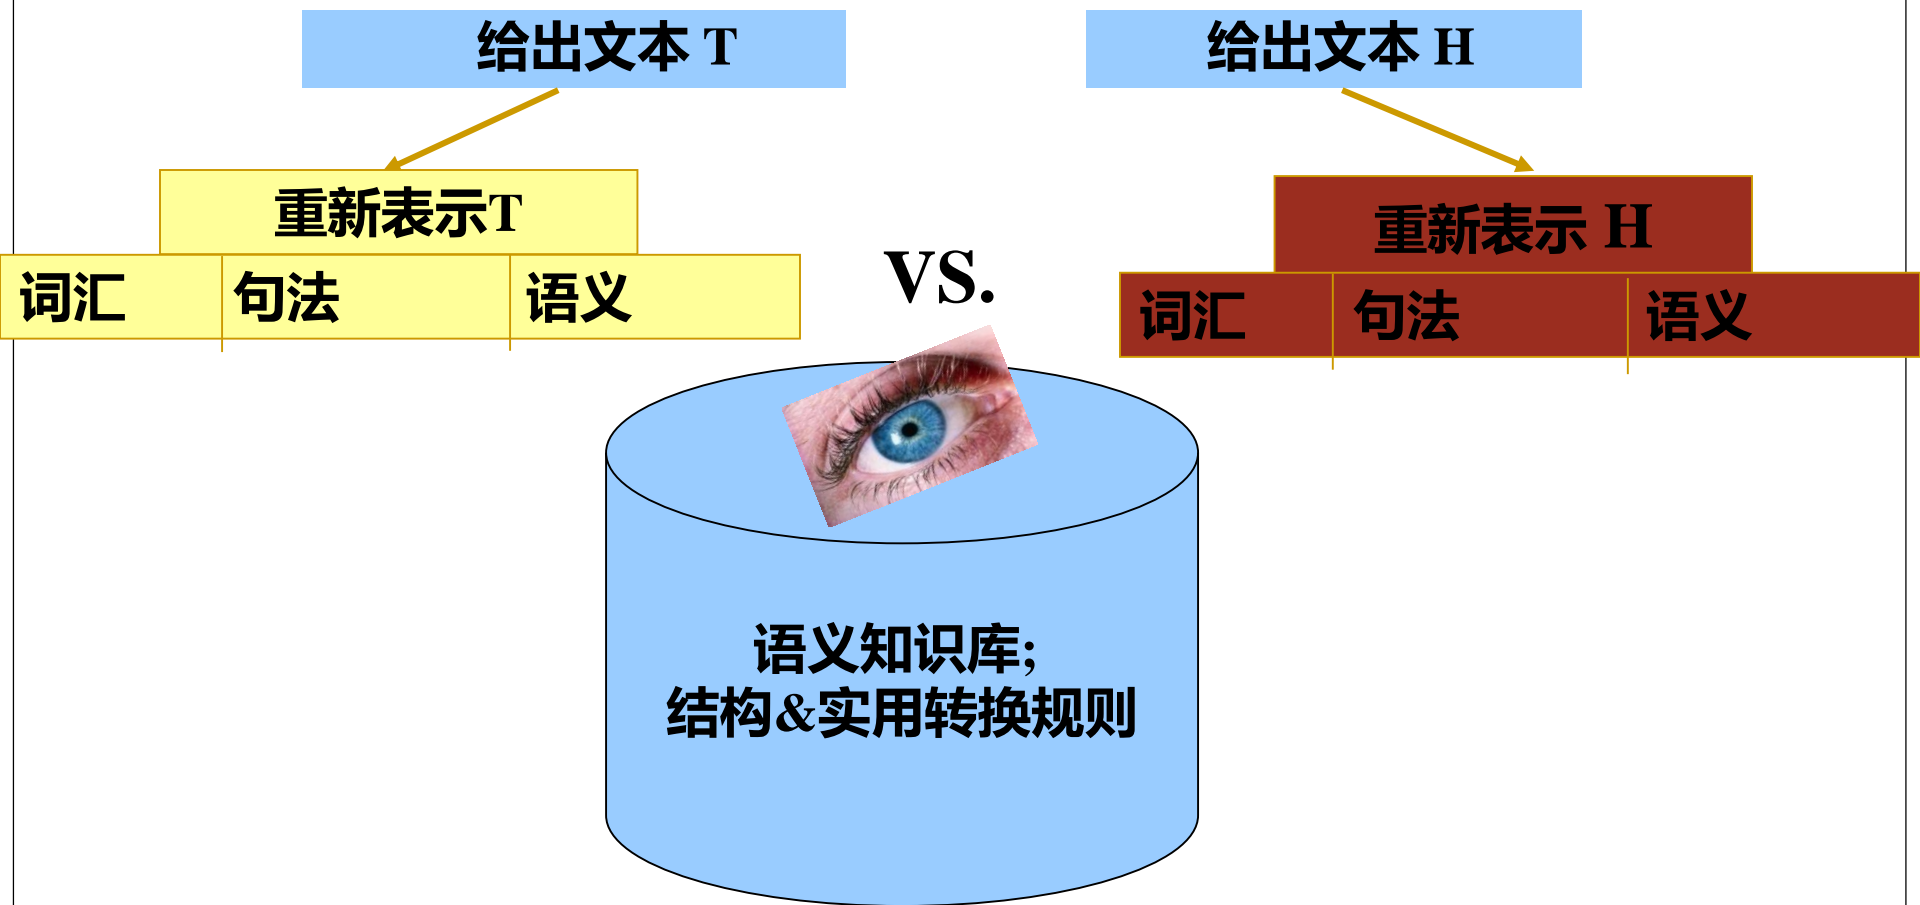 给出文本 T
给出文本 H
重新表示T
重新表示 H
词汇 句法 语义
VS.
词汇 句法 语义
语义知识库;
结构&实用转换规则